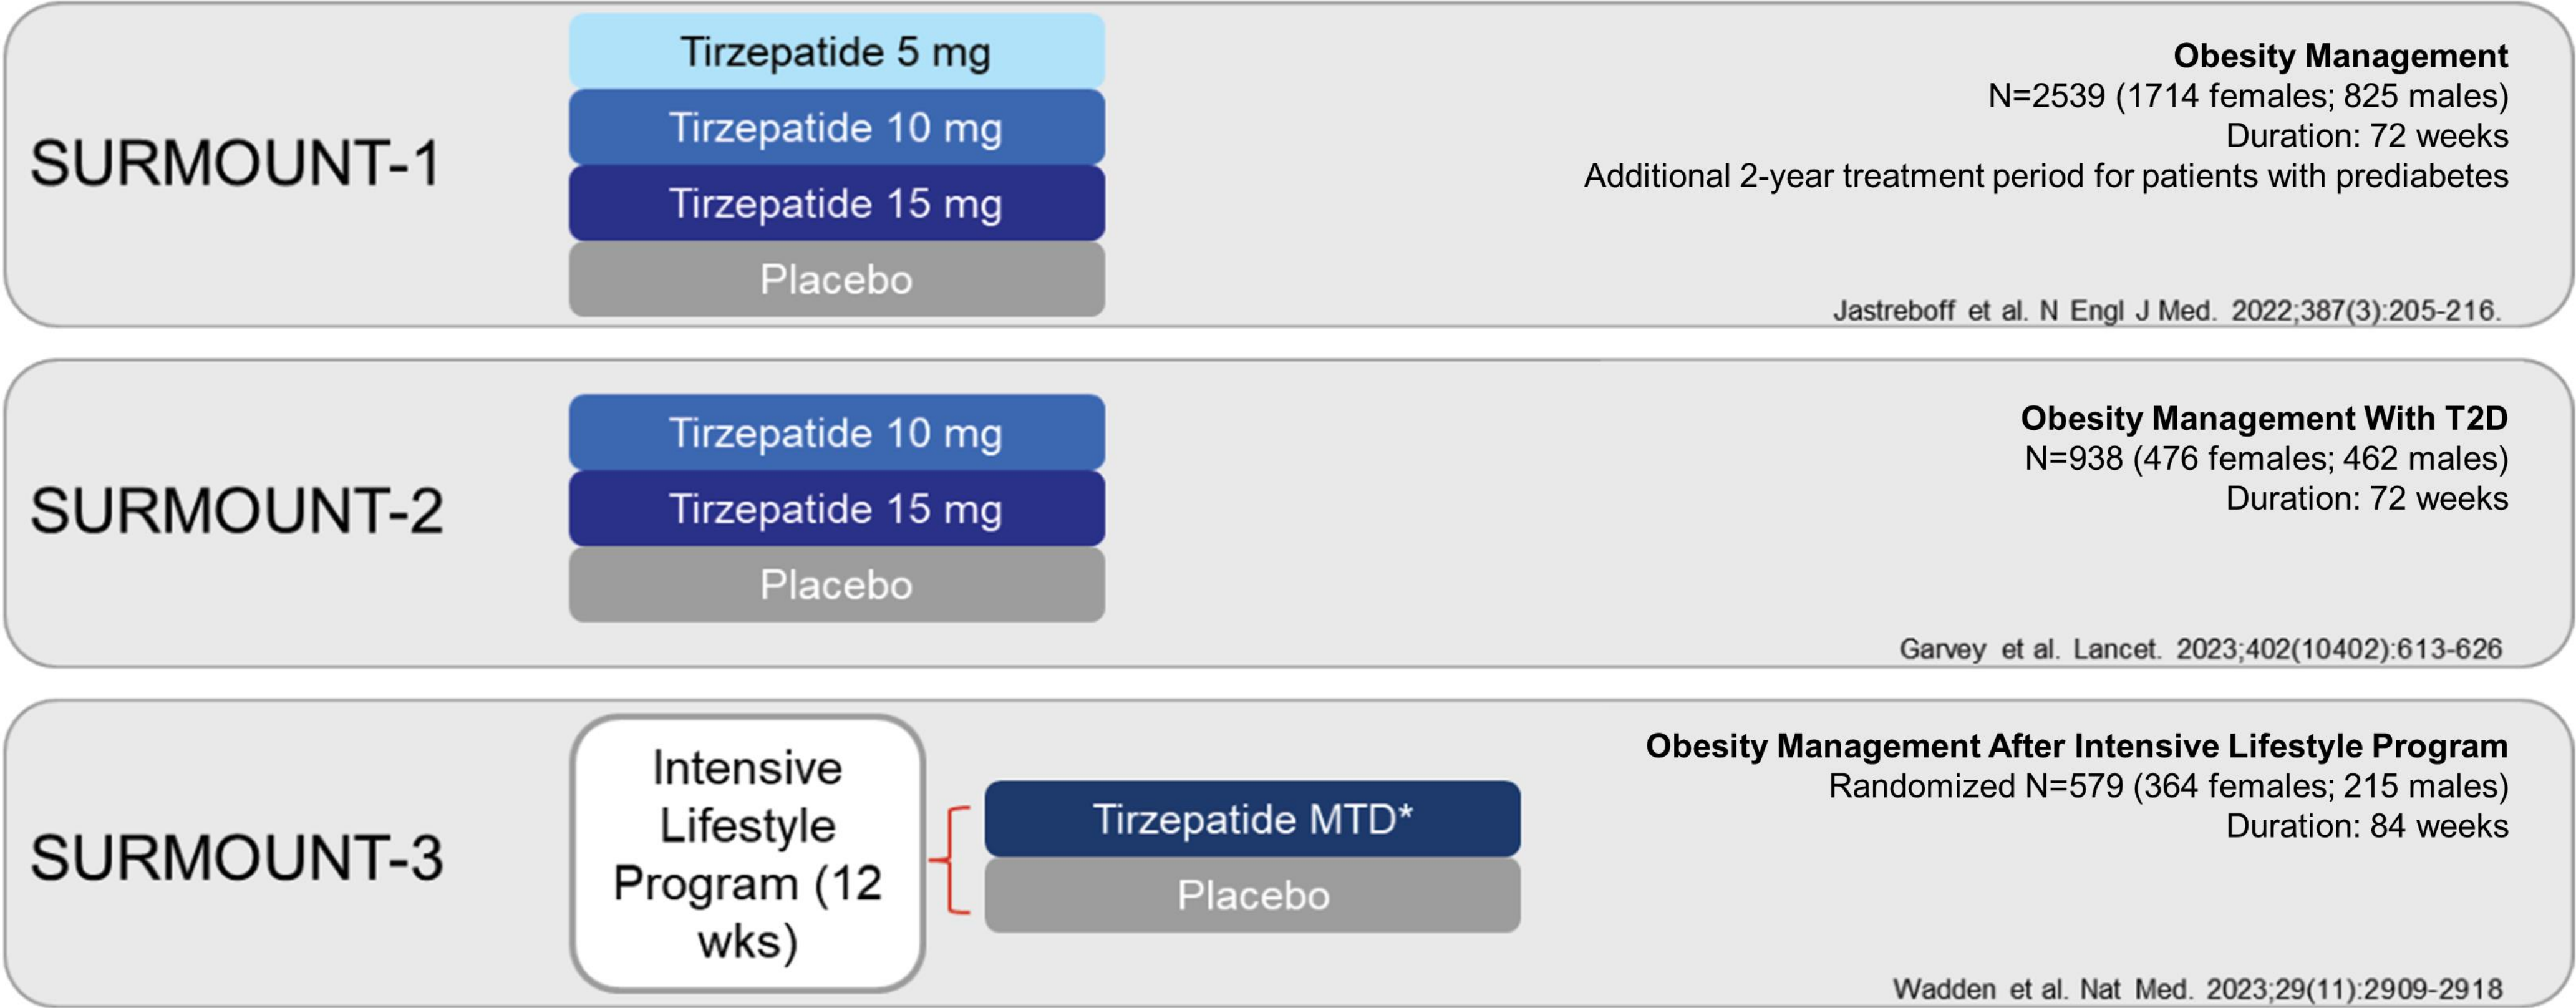 SURMOUNT-1
Tirzepatide 5 mg
Tirzepatide 10 mg
Tirzepatide 15 mg
Placebo
Obesity Management
N=2539 (1714 females; 825 males)
Duration: 72 weeks
Additional 2-year treatment period for patients with prediabetes
Jastreboff et al. N Engl J Med. 2022;387(3):205-216.
SURMOUNT-2
Tirzepatide 10 mg
Tirzepatide 15 mg
Placebo
Obesity Management With T2D
N=938 (476 females; 462 males)
Duration: 72 weeks
Garvey et al. Lancet. 2023;402(10402):613-626
SURMOUNT-3
Intensive
Lifestyle
Program (12
wks)
Tirzepatide MTD*
Placebo
Obesity Management After Intensive Lifestyle Program
Randomized N=579 (364 females; 215 males)
Duration: 84 weeks
Wadden et al. Nat Med. 2023;29(11):2909-2918